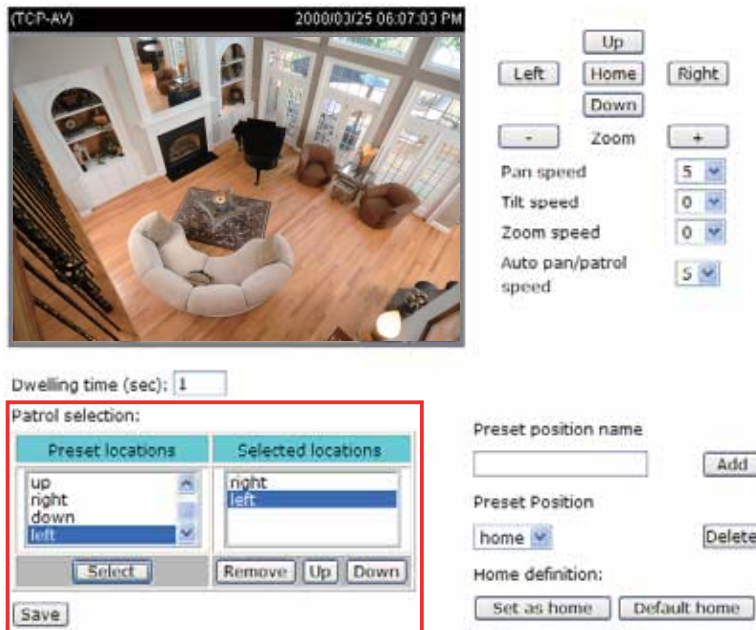 (TCP-AV) 2000/03/25 06:07:03 PM
Up
Left Home Right
Down
- Zoom +
Pan speed 5
Tilt speed 0
Zoom speed 0
Auto pan/patrol
speed 5
Dwelling time (sec): 1
Patrol selection:
Preset locations Selected locations
up
right
down
left
right
left
Select Remove Up Down
Save
Preset position name
Add
Preset Position
home Delete
Home definition:
Set as home Default home